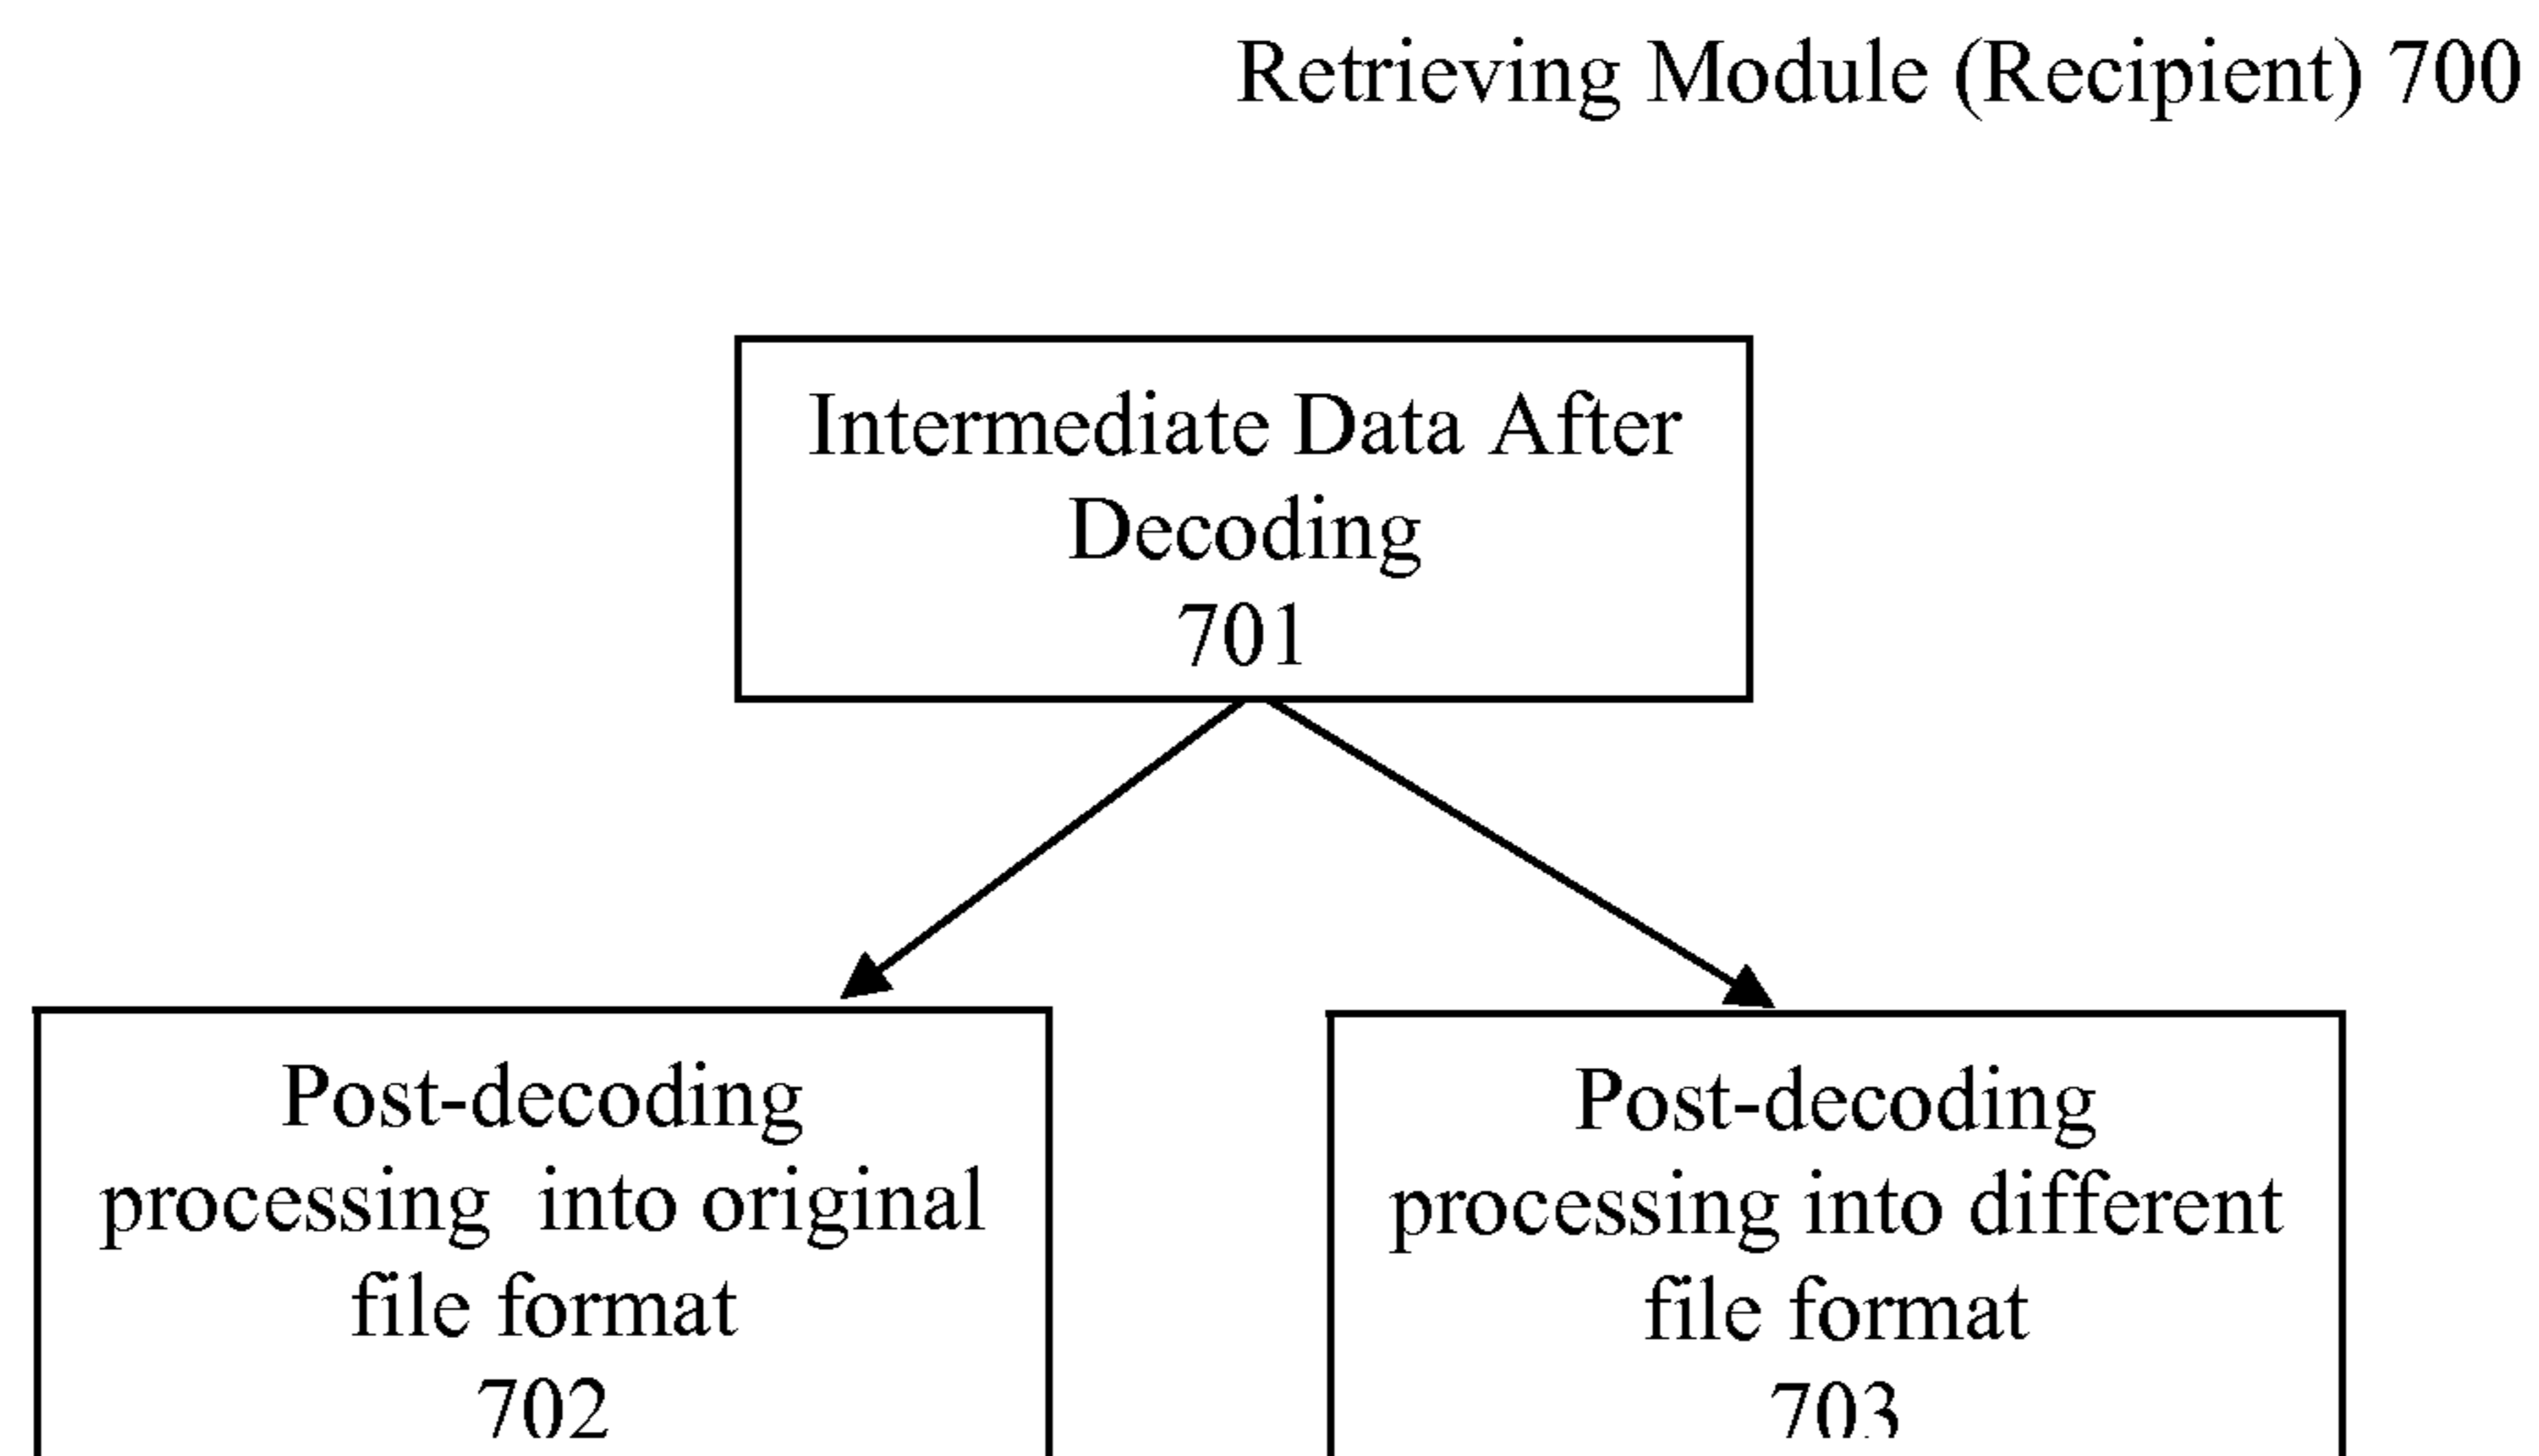 Retrieving Module (Recipient) 700
Intermediate Data After
Decoding
701
Post-decoding
processing into original
file format
702
Post-decoding
processing into different
file format
703